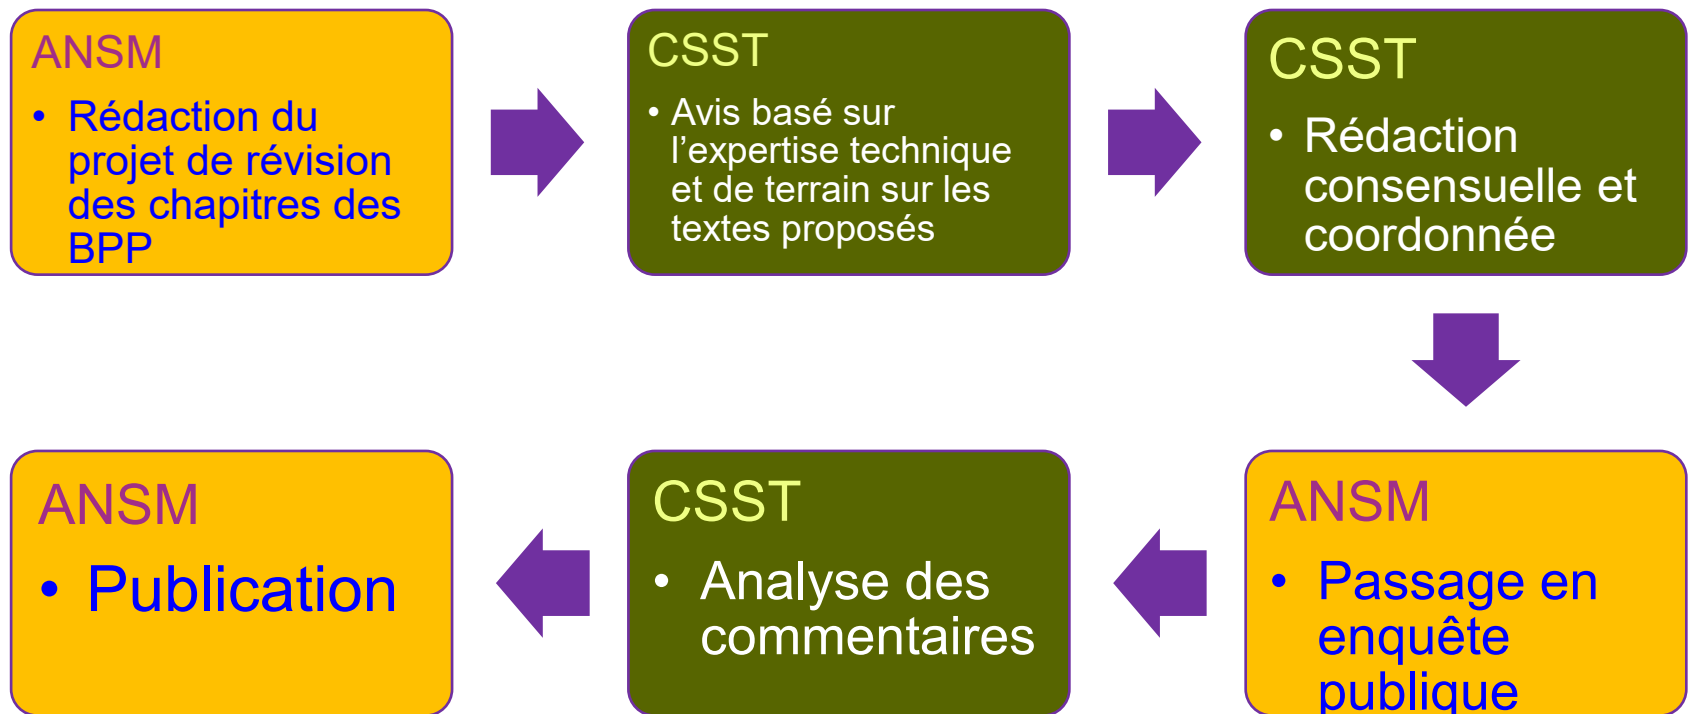 ANSM
• Rédaction du
projet de révision
des chapitres des
BPP
CSST
• Avis basé sur
l’expertise technique
et de terrain sur les
textes proposés
CSST
• Rédaction
consensuelle et
coordonnée
ANSM
• Passage en
enquête
publique
CSST
• Analyse des
commentaires
ANSM
• Publication